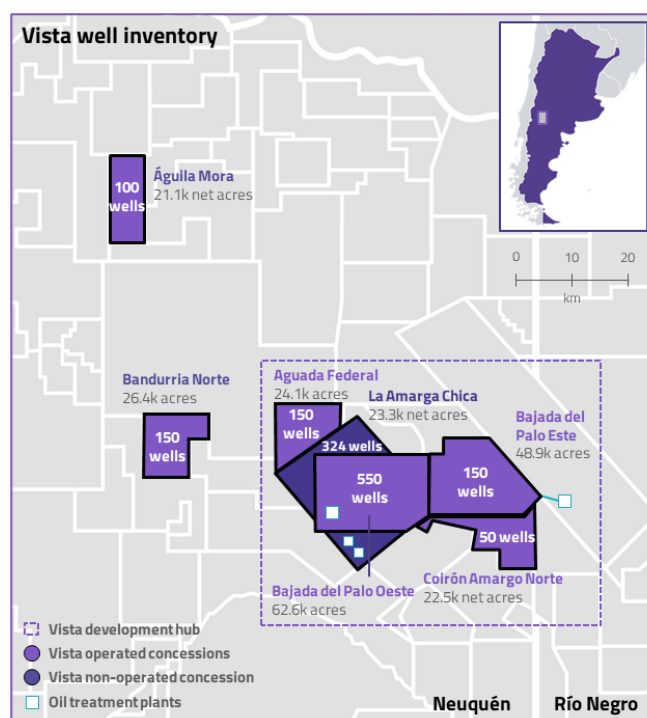 Vista well inventory
0 10 20
km
Águila Mora
21.1k net acres
100
wells
Bandurria Norte
26.4k acres
150
wells
Aguada Federal
24.1k acres
150
wells
La Amarga Chica
23.3k net acres
324 wells
Bajada del
Palo Este
48.9k acres
550
wells
150
wells
50 wells
Bajada del Palo Oeste
62.6k acres
Coirón Amargo Norte
22.5k net acres
Vista development hub
Vista operated concessions
Vista non-operated concession
Oil treatment plants
Neuquén
Río Negro